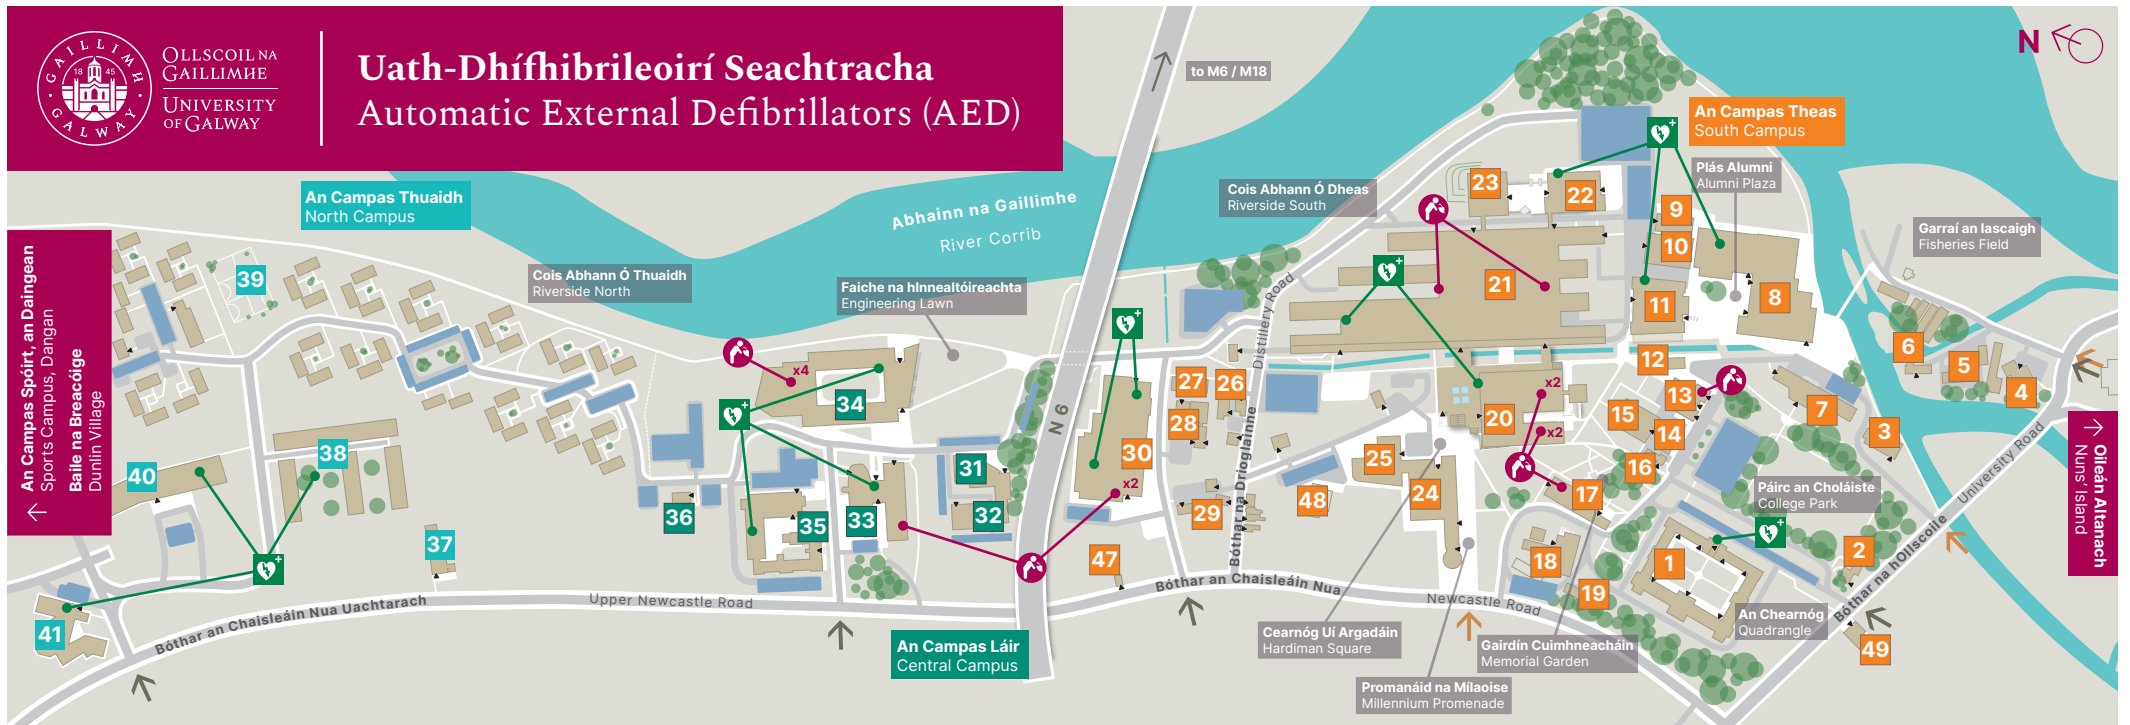 GAILLIMH
18 45
GALWAY
OLLSCOIL NA
GAILLIMHE
UNIVERSITY
OF GALWAY
Uath-Dhífhibrileoirí Seachtracha
Automatic External Defibrillators (AED)
N
to M6 / M18
An Campas Theas
South Campus
Plás Alumni
Alumni Plaza
An Campas Thuaidh
North Campus
Abhainn na Gaillimhe
River Corrib
Cois Abhann Ó Dheas
Riverside South
Garraí an Iascaigh
Fisheries Field
Cois Abhann Ó Thuaidh
Riverside North
Faiche na hInnealtóireachta
Engineering Lawn
An Campas Spóirt, an Daingean
Sports Campus, Dangan
Baile na Breacóige
Dunlin Village
Oileán Altanach
Nuns' Island
N6
Distillery Road
Bóthar na Drioglainne
University Road
Bóthar na hOllscoile
Páirc an Choláiste
College Park
An Chearnóg
Quadrangle
Bóthar an Chaisleáin Nua Uachtarach
Upper Newcastle Road
Bóthar an Chaisleáin Nua
Newcastle Road
An Campas Láir
Central Campus
Cearnóg Uí Argadáin
Hardiman Square
Gairdín Cuimhneacháin
Memorial Garden
Promanáid na Mílaoise
Millennium Promenade
39
40
38
37
41
36
35
34
x4
33
31
32
30
x2
47
27
26
28
29
48
25
24
23
22
21
20
x2
x2
9
10
11
8
12
13
15
14
16
17
18
19
7
6
5
4
3
2
1
49